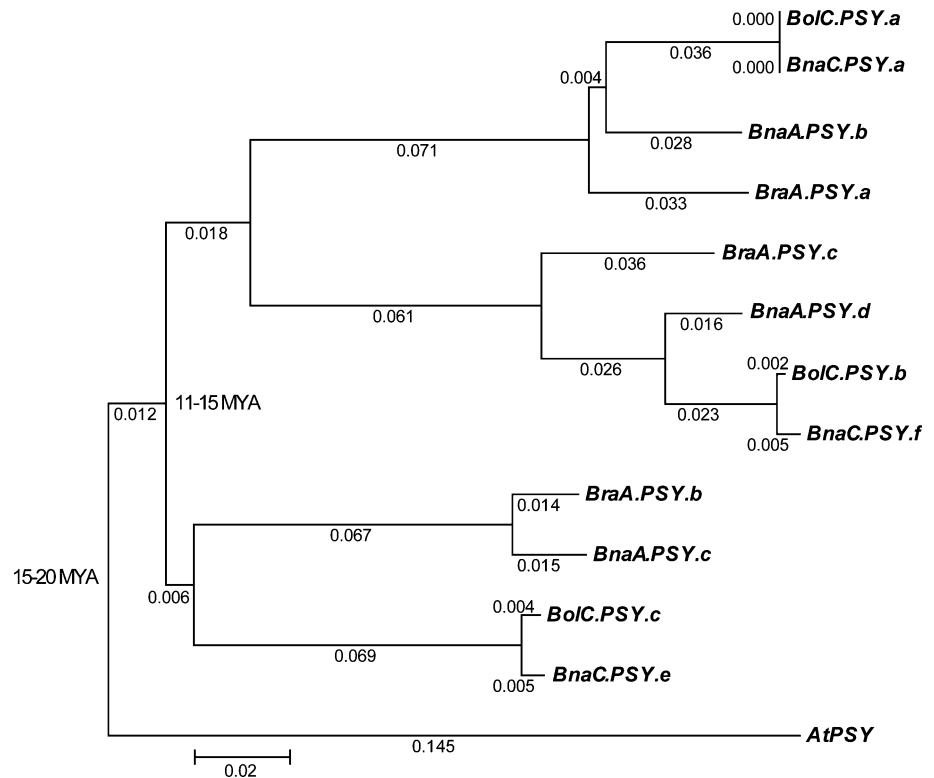 0.000 BolC.PSY.a
0.036
0.000 BnaC.PSY.a
0.004
BnaA.PSY.b
0.028
0.071
BraA.PSY.a
0.033
0.018
BraA.PSY.c
0.036
0.061
BnaA.PSY.d
0.016
0.026
0.002 BolC.PSY.b
0.023
0.005 BnaC.PSY.f
11-15 MYA
0.012
BraA.PSY.b
0.014
0.067
BnaA.PSY.c
0.015
15-20 MYA
0.006
0.004 BolC.PSY.c
0.069
0.005 BnaC.PSY.e
AtPSY
0.145
0.02